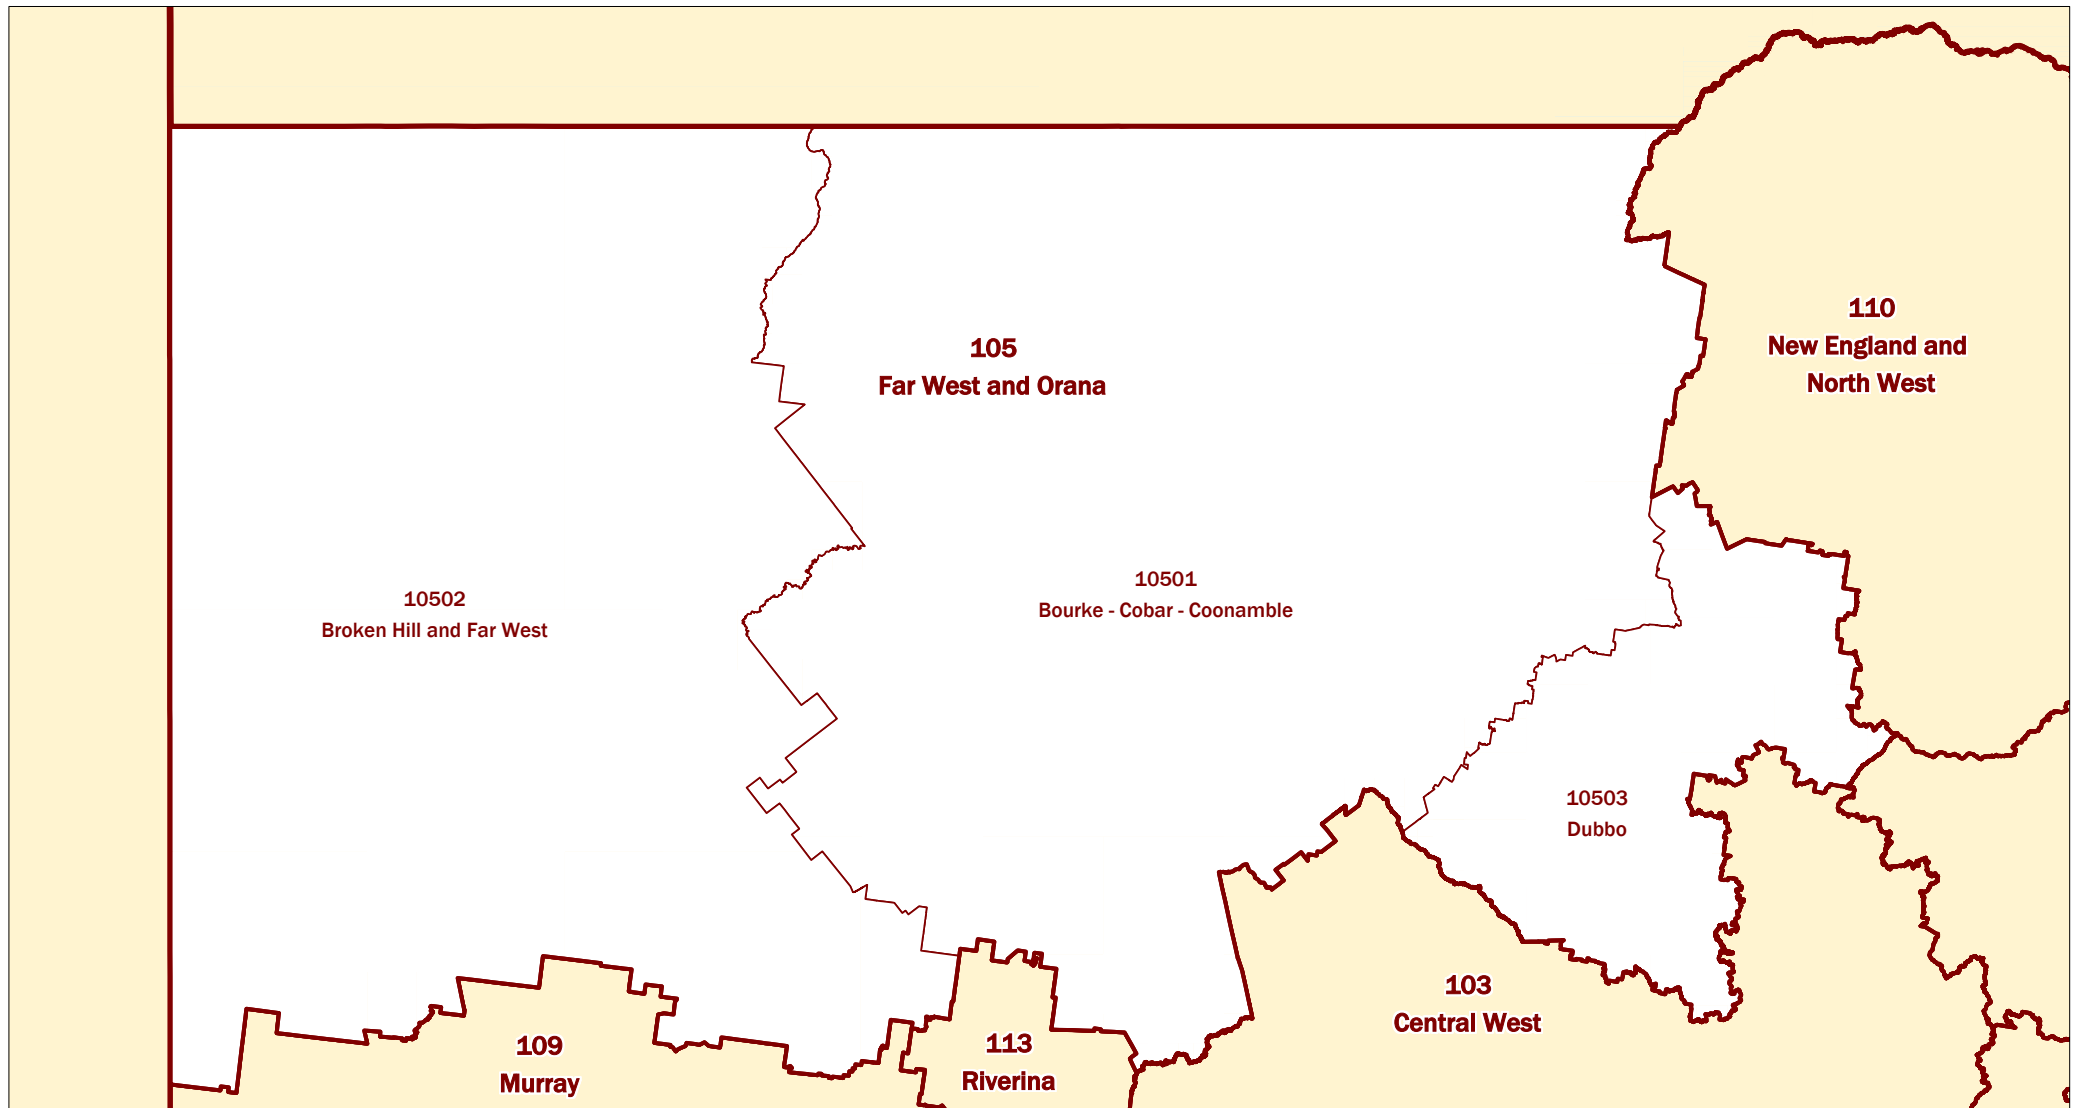 110
New England and
North West
105
Far West and Orana
10501
Bourke - Cobar - Coonamble
10502
Broken Hill and Far West
10503
Dubbo
103
Central West
113
Riverina
109
Murray